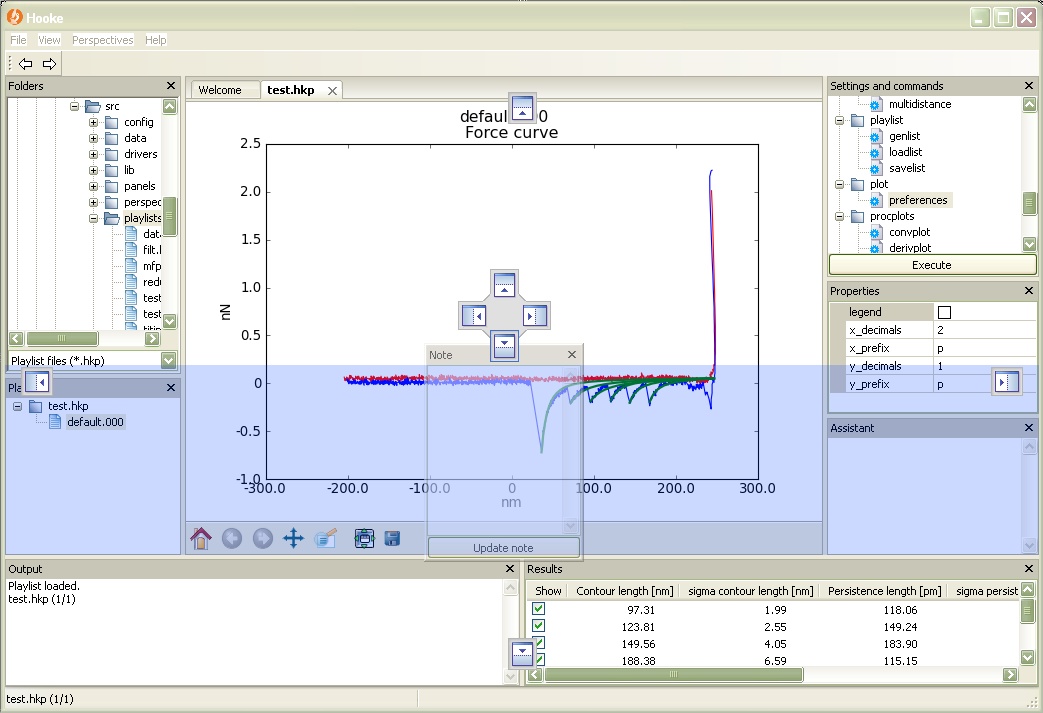 Hooke
File View Perspectives Help
Folders
src
config
data
drivers
lib
panels
perspec
playlists
data
filt.
mfp
redu
test
test
Playlist files (*.hkp)
test.hkp
default.000
Welcome test.hkp
Force curve
2.5
2.0
1.5
1.0
0.5
0
-0.5
-1.0
nN
-300.0 -200.0 -100.0 0 100.0 200.0 300.0
nm
Note
Update note
Settings and commands
multidistance
playlist
genlist
loadlist
savelist
plot
preferences
procplots
convplot
derivplot
Execute
Properties
legend
x_decimals 2
x_prefix p
y_decimals 1
y_prefix p
Assistant
Output
Playlist loaded.
test.hkp (1/1)
Results
Show Contour length [nm] sigma contour length [nm] Persistence length [pm] sigma persist
97.31 1.99 118.06
123.81 2.55 149.24
149.56 4.05 183.90
188.38 6.59 115.15
test.hkp (1/1)